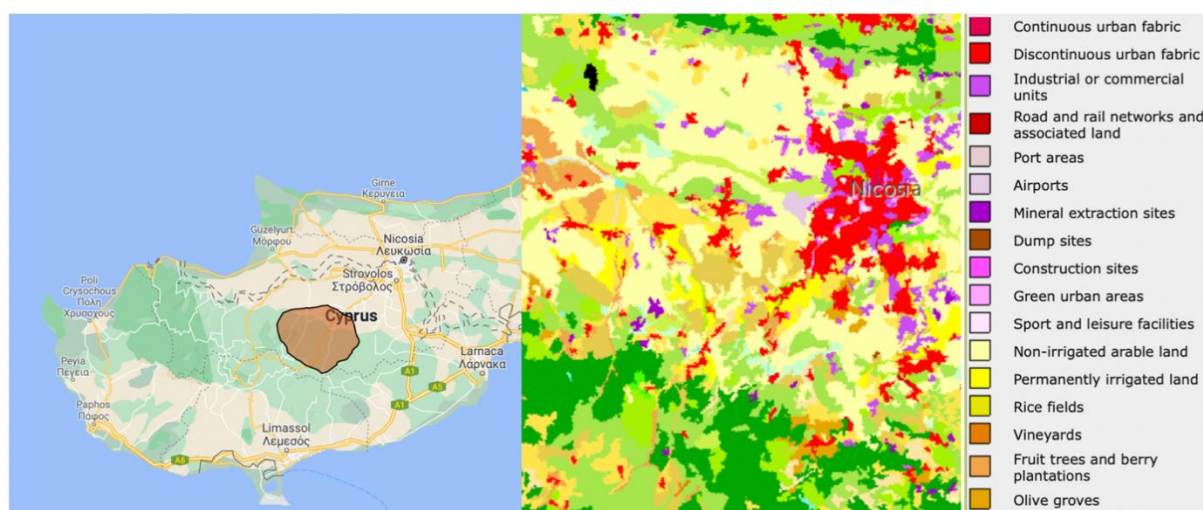 Girne
Κερύνεια
Guzelyurt
Μόρφου
Nicosia
Λευκωσία
Poli
Crysochous
Πόλη
Χρυσοχούς
Strovolos
Στρόβολος
Cyprus
Peyia
Πέγεια
Larnaca
Λάρνακα
A1
A5
Paphos
Πάφος
Limassol
Λεμεσός
A1
A6
Nicosia
Continuous urban fabric
Discontinuous urban fabric
Industrial or commercial
units
Road and rail networks and
associated land
Port areas
Airports
Mineral extraction sites
Dump sites
Construction sites
Green urban areas
Sport and leisure facilities
Non-irrigated arable land
Permanently irrigated land
Rice fields
Vineyards
Fruit trees and berry
plantations
Olive groves